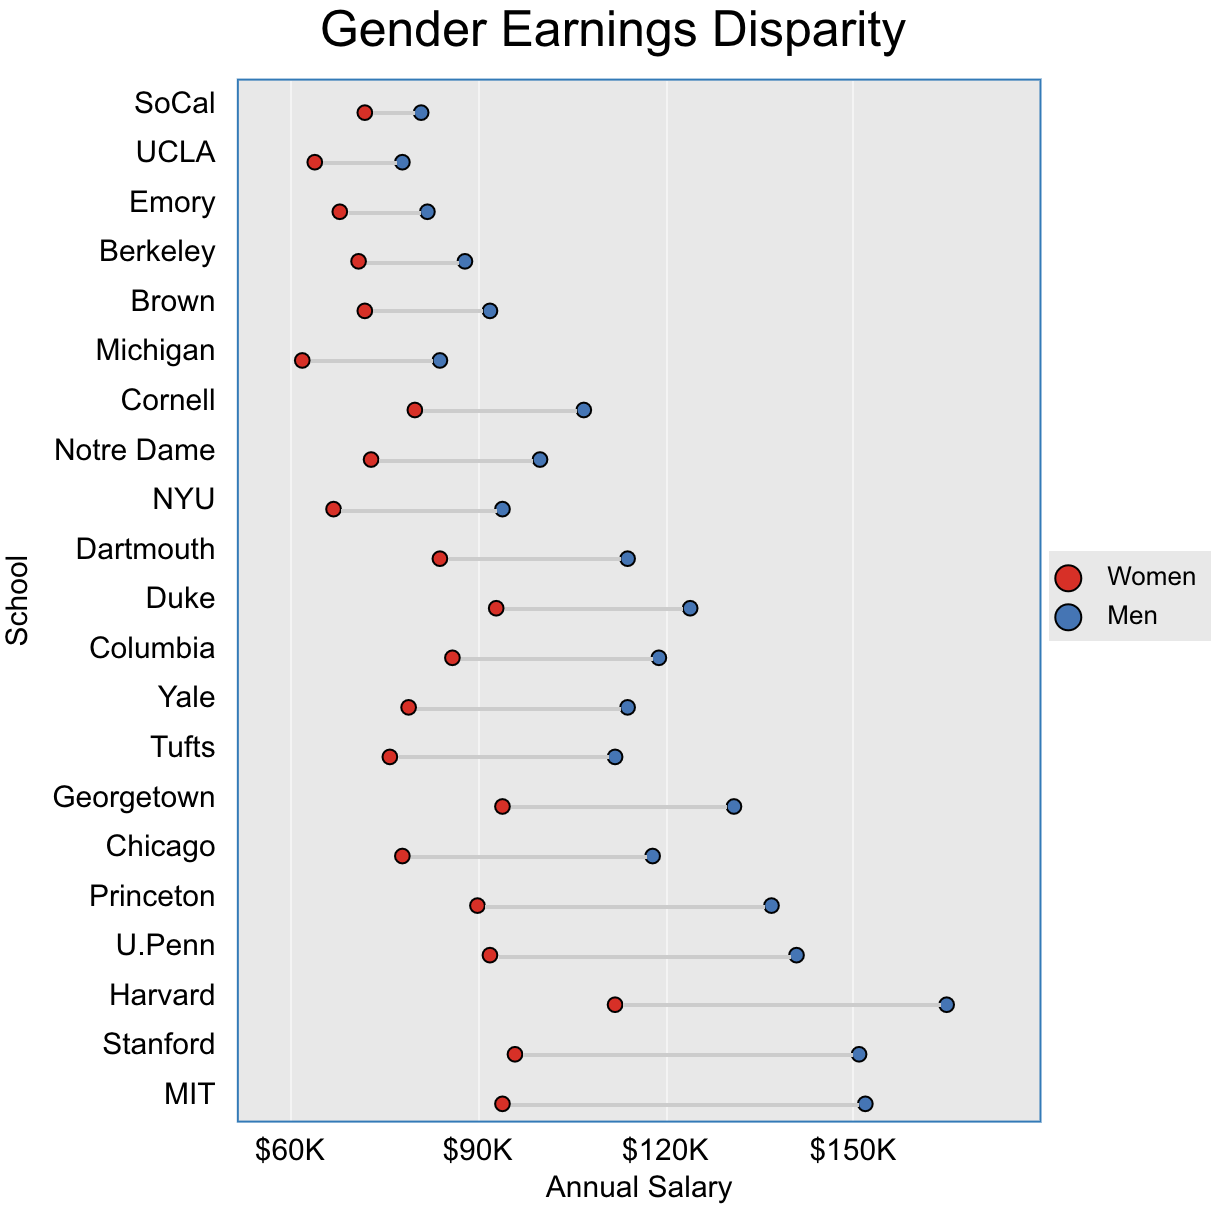 Gender Earnings Disparity
SoCal
UCLA
Emory
Berkeley
Brown
Michigan
Cornell
Notre Dame
NYU
Dartmouth
Duke
Columbia
Yale
Tufts
Georgetown
Chicago
Princeton
U.Penn
Harvard
Stanford
MIT
School
$60K $90K $120K $150K
Annual Salary
Women
Men